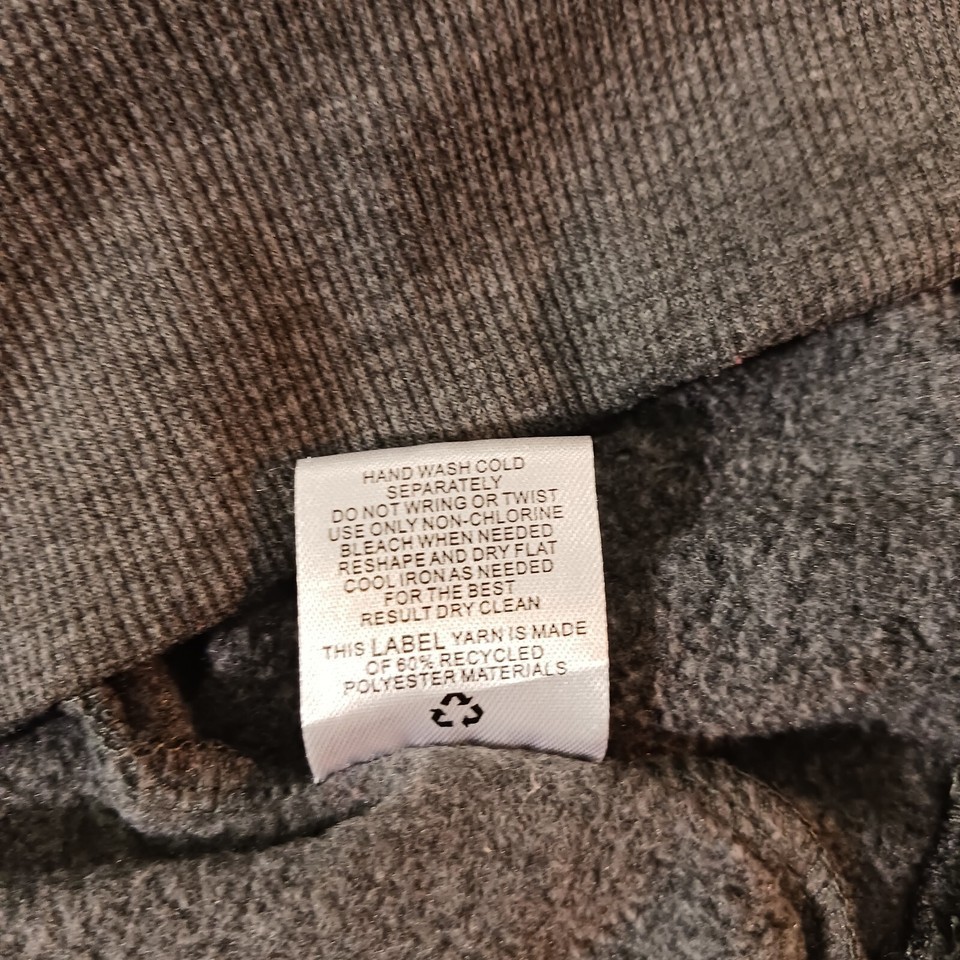 HAND WASH COLD
SEPARATELY
DO NOT WRING OR TWIST
USE ONLY NON-CHLORINE
BLEACH WHEN NEEDED
RESHAPE AND DRY FLAT
COOL IRON AS NEEDED
FOR THE BEST
RESULT DRY CLEAN
THIS LABEL YARN IS MADE
OF 60% RECYCLED
POLYESTER MATERIALS